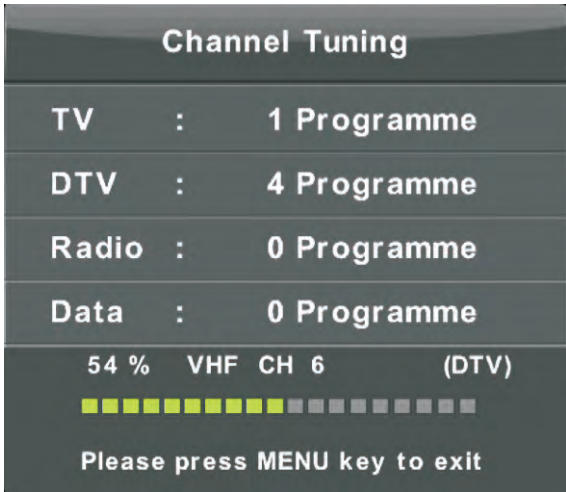 Channel Tuning
TV : 1 Programme
DTV : 4 Programme
Radio : 0 Programme
Data : 0 Programme
54 % VHF CH 6 (DTV)
Please press MENU key to exit